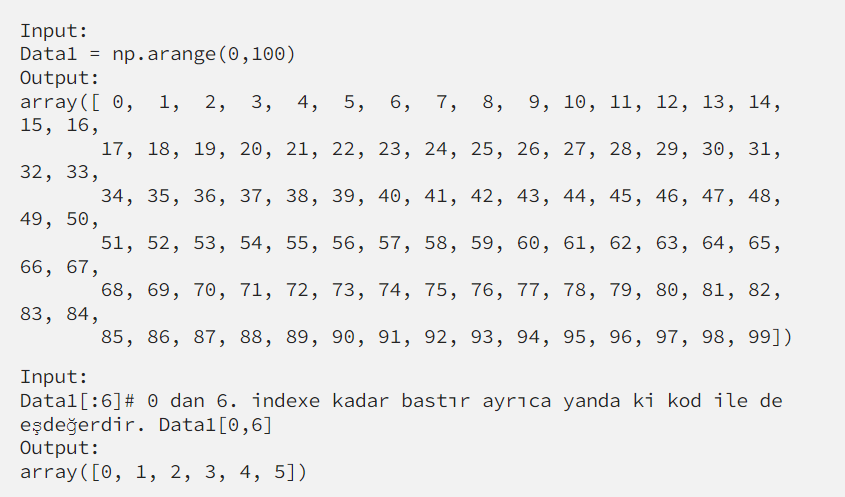 Input:
Data1 = np.arange(0,100)
Output:
array([ 0,  1,  2,  3,  4,  5,  6,  7,  8,  9, 10, 11, 12, 13, 14,
15, 16,
       17, 18, 19, 20, 21, 22, 23, 24, 25, 26, 27, 28, 29, 30, 31,
32, 33,
       34, 35, 36, 37, 38, 39, 40, 41, 42, 43, 44, 45, 46, 47, 48,
49, 50,
       51, 52, 53, 54, 55, 56, 57, 58, 59, 60, 61, 62, 63, 64, 65,
66, 67,
       68, 69, 70, 71, 72, 73, 74, 75, 76, 77, 78, 79, 80, 81, 82,
83, 84,
       85, 86, 87, 88, 89, 90, 91, 92, 93, 94, 95, 96, 97, 98, 99])
Input:
Data1[:6]# 0 dan 6. indexe kadar bastır ayrıca yanda ki kod ile de
eşdeğerdir. Data1[0,6]
Output:
array([0, 1, 2, 3, 4, 5])